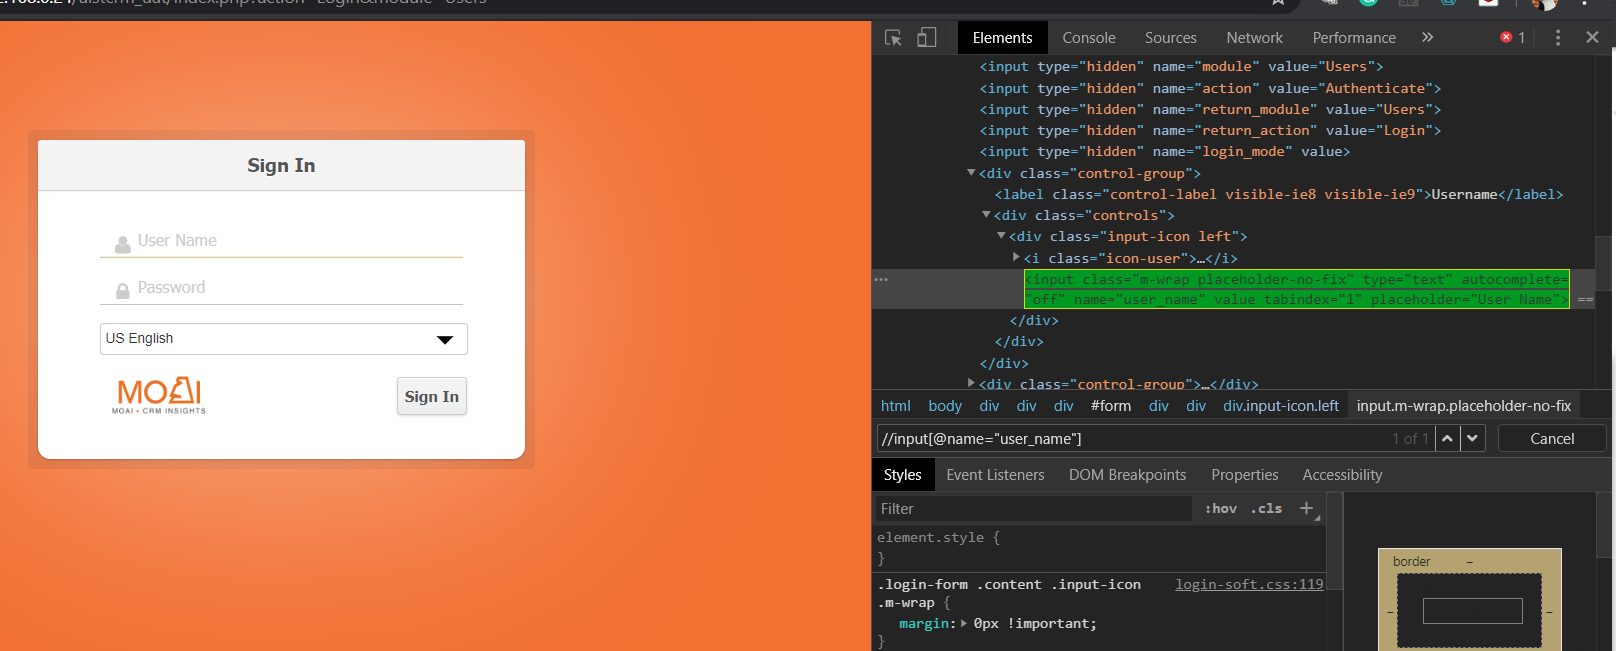 Sign In
User Name
Password
US English
MOAI
MOAI • CRM INSIGHTS
Sign In
Elements Console Sources Network Performance » 1
<input type="hidden" name="module" value="Users">
<input type="hidden" name="action" value="Authenticate">
<input type="hidden" name="return_module" value="Users">
<input type="hidden" name="return_action" value="Login">
<input type="hidden" name="login_mode" value>
<div class="control-group">
<label class="control-label visible-ie8 visible-ie9">Username</label>
<div class="controls">
<div class="input-icon left">
<i class="icon-user">…</i>
<input class="m-wrap placeholder-no-fix" type="text" autocomplete=
"off" name="user_name" value tabindex="1" placeholder="User Name"> ==
</div>
</div>
</div>
<div class="control-group">…</div>
html body div div div #form div div div.input-icon.left input.m-wrap.placeholder-no-fix
//input[@name="user_name"] 1 of 1 Cancel
Styles Event Listeners DOM Breakpoints Properties Accessibility
Filter :hov .cls +
element.style {
}
.login-form .content .input-icon login-soft.css:119
.m-wrap {
margin: 0px !important;
}
border –
– –